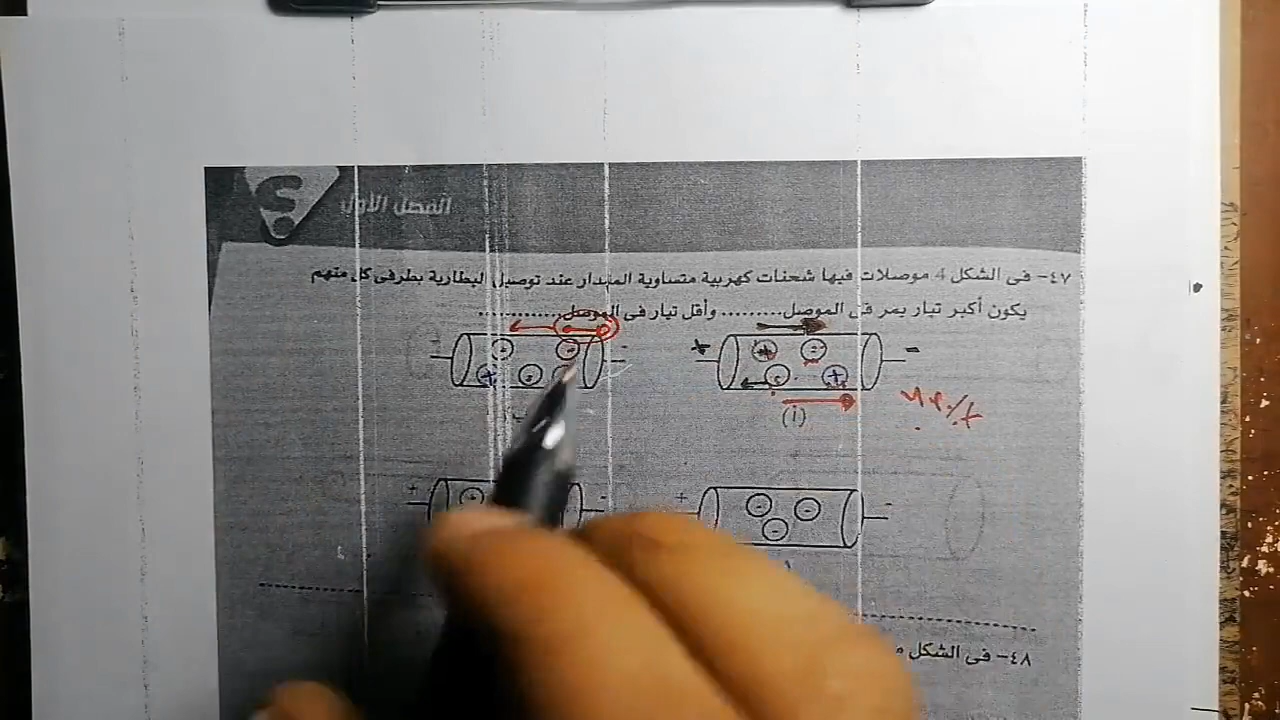 الفصل الأول
٤٧- فى الشكل 4 موصلات فيها شحنات كهربية متساوية المقدار عند توصيل البطارية بطرفى كل منهم
يكون أكبر تيار يمر فى الموصل......... وأقل تيار فى الموصل............
+ -
(أ)
+ - + -
٤٨- فى الشكل